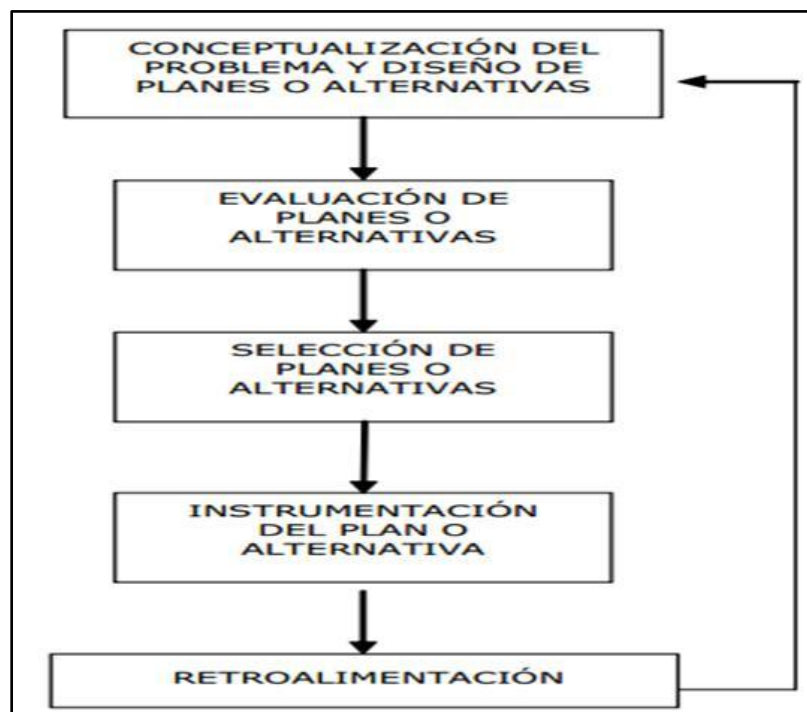 CONCEPTUALIZACIÓN DEL
PROBLEMA Y DISEÑO DE
PLANES O ALTERNATIVAS
EVALUACIÓN DE
PLANES O
ALTERNATIVAS
SELECCIÓN DE
PLANES O
ALTERNATIVAS
INSTRUMENTACIÓN
DEL PLAN O
ALTERNATIVA
RETROALIMENTACIÓN